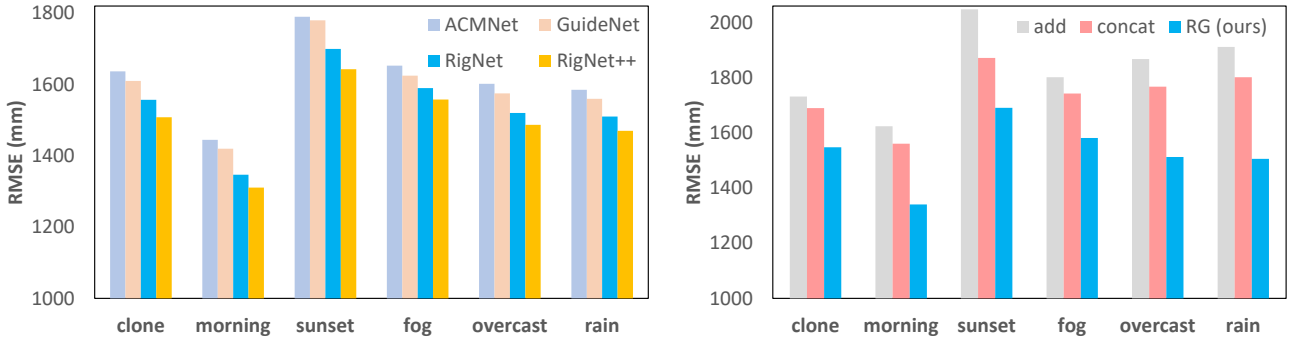 RMSE (mm)
1800
1600
1400
1200
1000
ACMNet GuideNet
RigNet RigNet++
clone morning sunset fog overcast rain
RMSE (mm)
2000
1800
1600
1400
1200
1000
add concat RG (ours)
clone morning sunset fog overcast rain